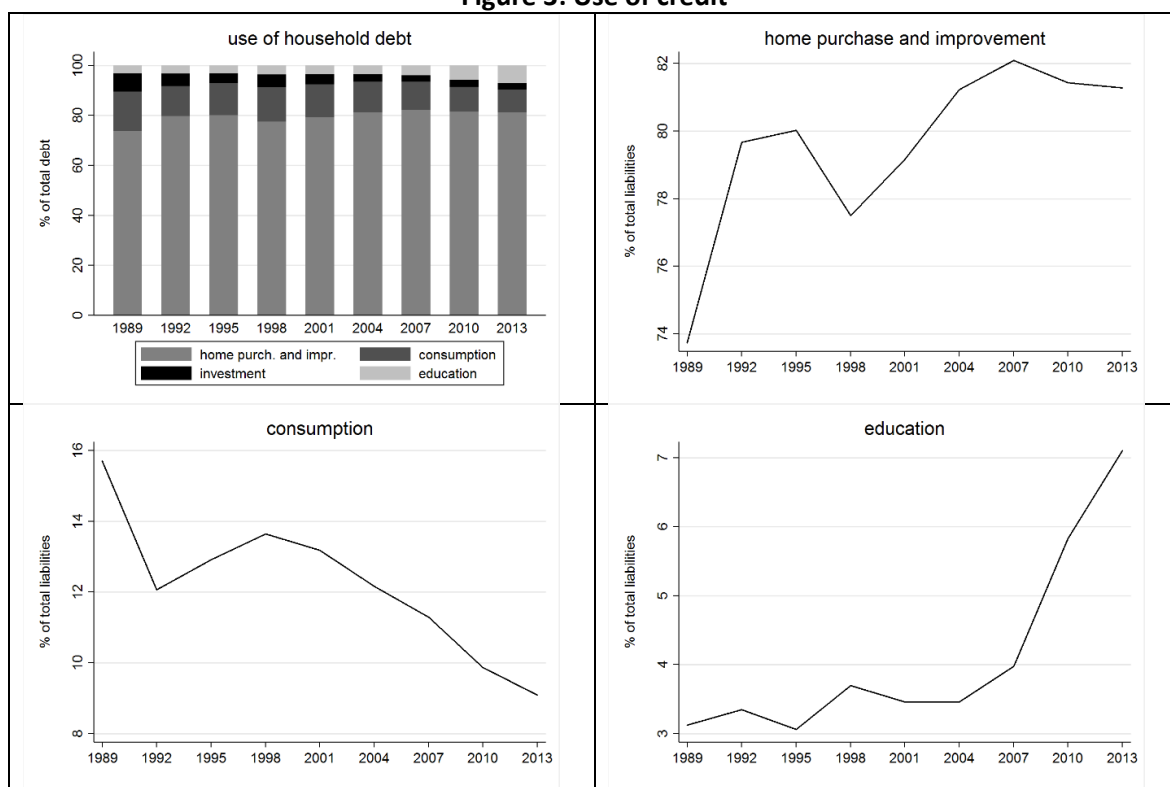 Figure 3: Use of credit
use of household debt
% of total debt
100
80
60
40
20
0
1989 1992 1995 1998 2001 2004 2007 2010 2013
home purch. and impr. consumption
investment education
home purchase and improvement
% of total liabilities
82
80
78
76
74
1989 1992 1995 1998 2001 2004 2007 2010 2013
consumption
% of total liabilities
16
14
12
10
8
1989 1992 1995 1998 2001 2004 2007 2010 2013
education
% of total liabilities
7
6
5
4
3
1989 1992 1995 1998 2001 2004 2007 2010 2013